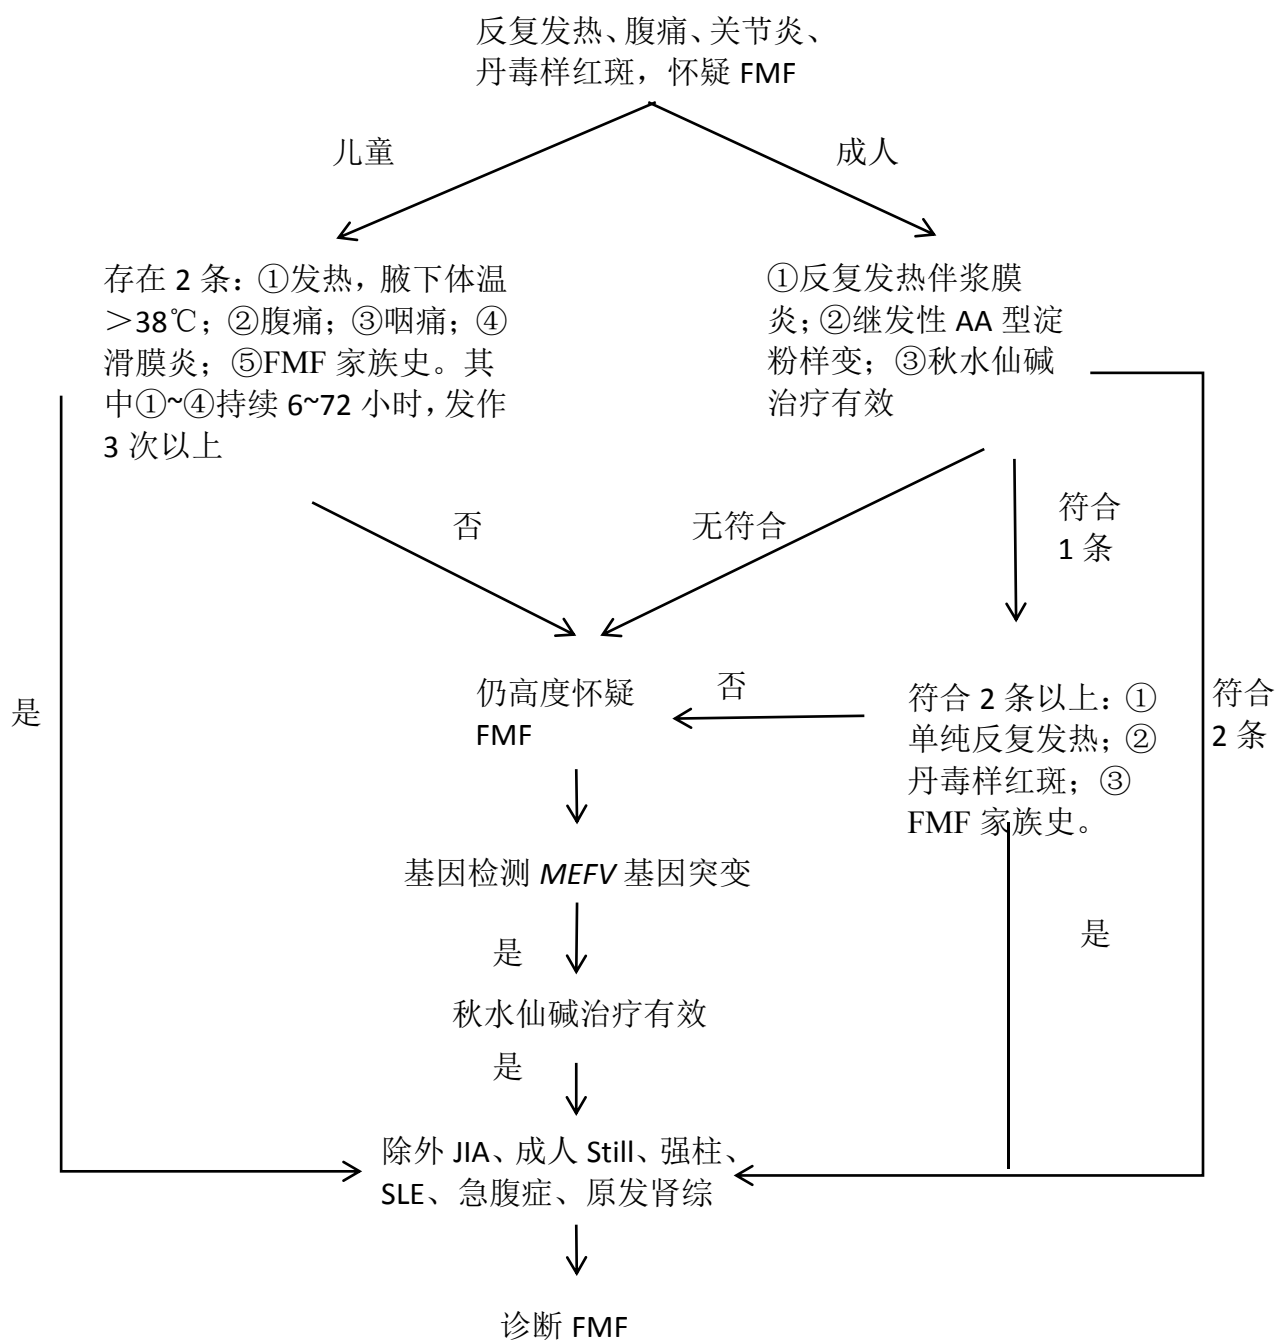 反复发热、腹痛、关节炎、
丹毒样红斑，怀疑 FMF
儿童
成人
存在 2 条：①发热，腋下体温
＞38℃；②腹痛；③咽痛；④
滑膜炎；⑤FMF 家族史。其
中①~④持续 6~72 小时，发作
3 次以上
①反复发热伴浆膜
炎；②继发性 AA 型淀
粉样变；③秋水仙碱
治疗有效
否
无符合
符合
1 条
是
仍高度怀疑
FMF
否
符合 2 条以上：①
单纯反复发热；②
丹毒样红斑；③
FMF 家族史。
符合
2 条
基因检测 MEFV 基因突变
是
是
秋水仙碱治疗有效
是
除外 JIA、成人 Still、强柱、
SLE、急腹症、原发肾综
诊断 FMF